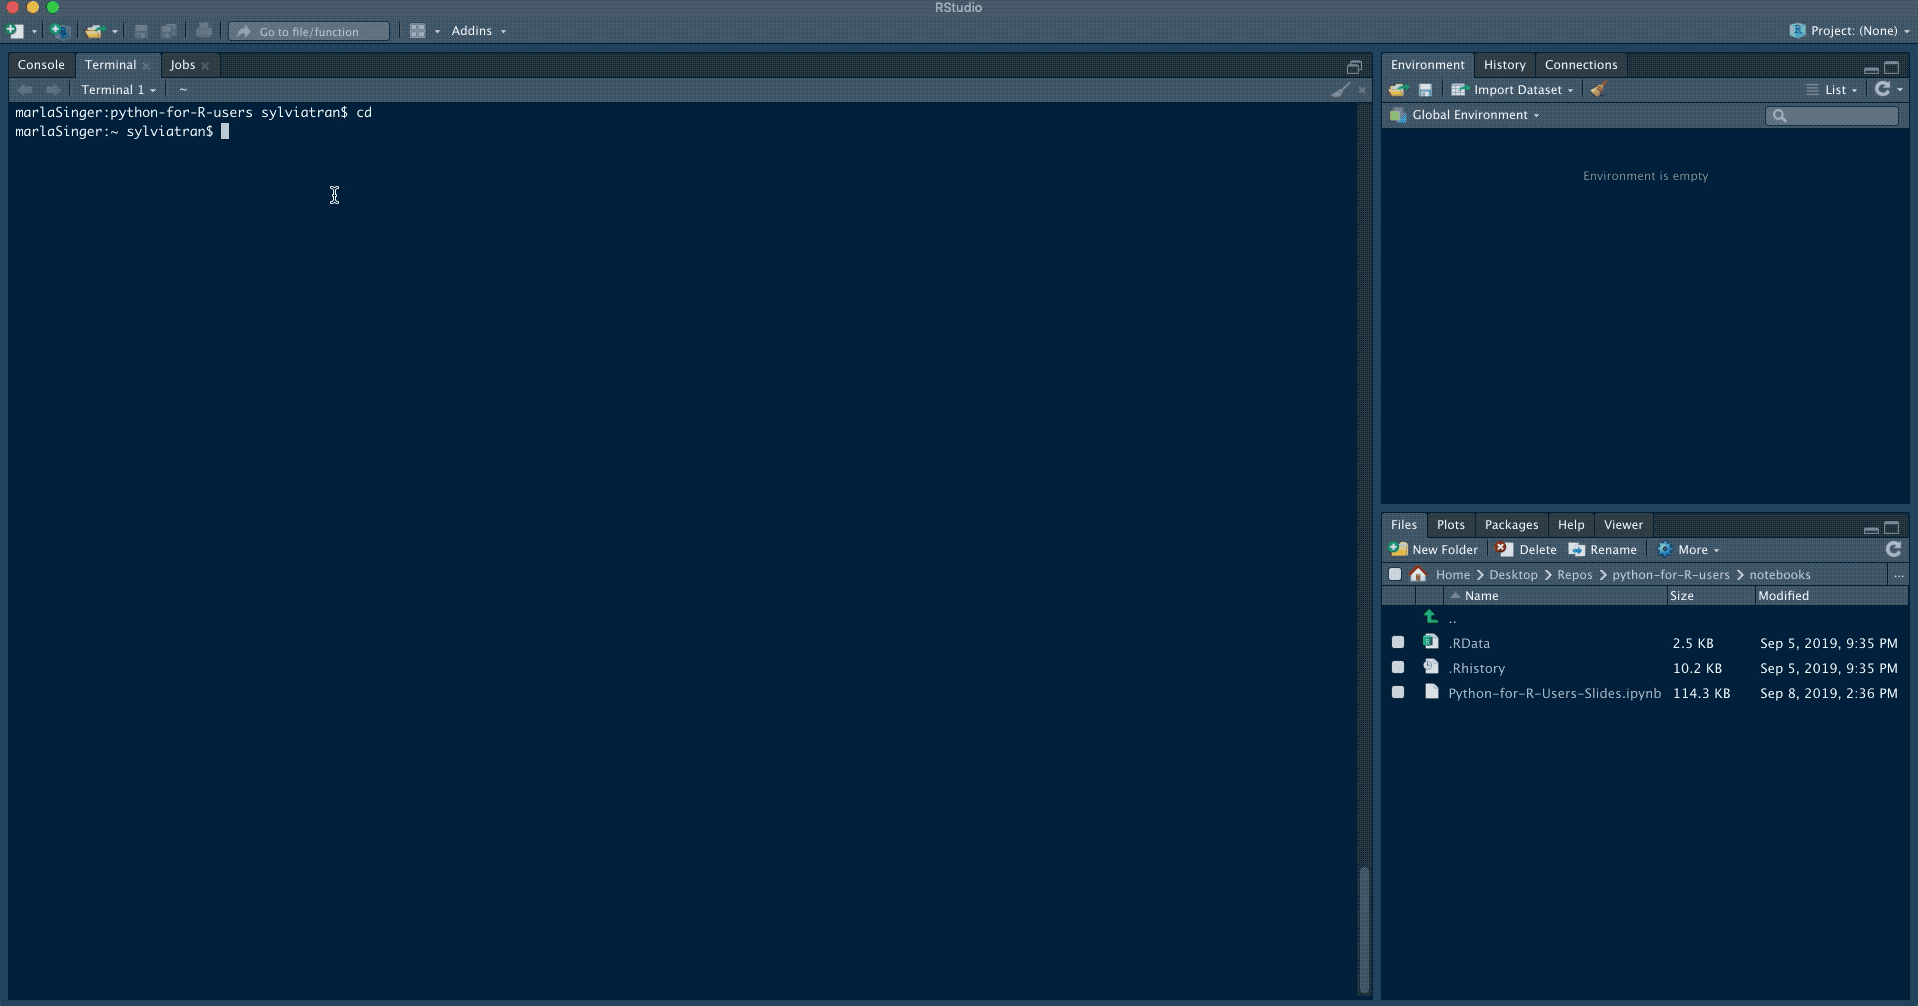 RStudio
Go to file/function
Addins
Project: (None)
Console
Terminal
Jobs
Terminal 1
~
marlaSinger:python-for-R-users sylviatran$ cd
marlaSinger:~ sylviatran$
Environment
History
Connections
Import Dataset
List
Global Environment
Environment is empty
Files
Plots
Packages
Help
Viewer
New Folder
Delete
Rename
More
Home
Desktop
Repos
python-for-R-users
notebooks
...
Name
Size
Modified
..
.RData 2.5 KB Sep 5, 2019, 9:35 PM
.Rhistory 10.2 KB Sep 5, 2019, 9:35 PM
Python-for-R-Users-Slides.ipynb 114.3 KB Sep 8, 2019, 2:36 PM